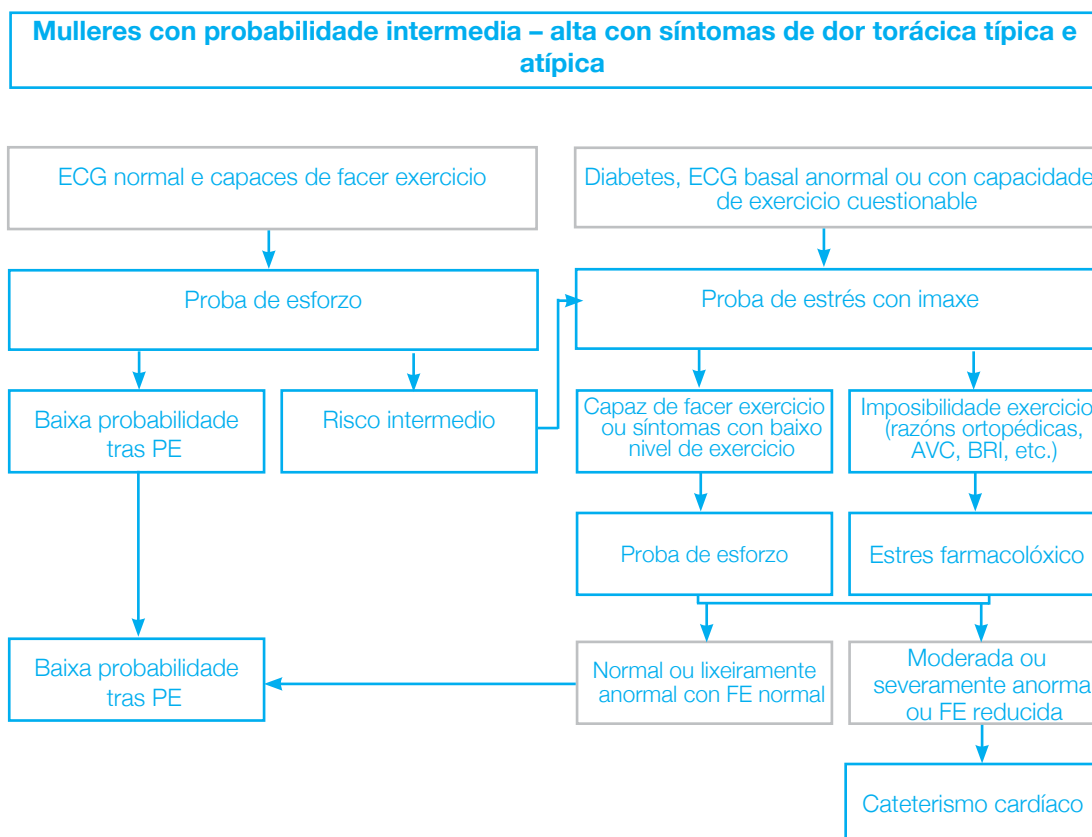 Mulleres con probabilidade intermedia – alta con síntomas de dor torácica típica e
atípica
ECG normal e capaces de facer exercicio
Diabetes, ECG basal anormal ou con capacidade
de exercicio cuestionable
Proba de esforzo
Proba de estrés con imaxe
Baixa probabilidade
tras PE
Risco intermedio
Capaz de facer exercicio
ou síntomas con baixo
nivel de exercicio
Imposibilidade exercicio
(razóns ortopédicas,
AVC, BRI, etc.)
Proba de esforzo
Estres farmacolóxico
Baixa probabilidade
tras PE
Normal ou lixeiramente
anormal con FE normal
Moderada ou
severamente anorma
ou FE reducida
Cateterismo cardíaco